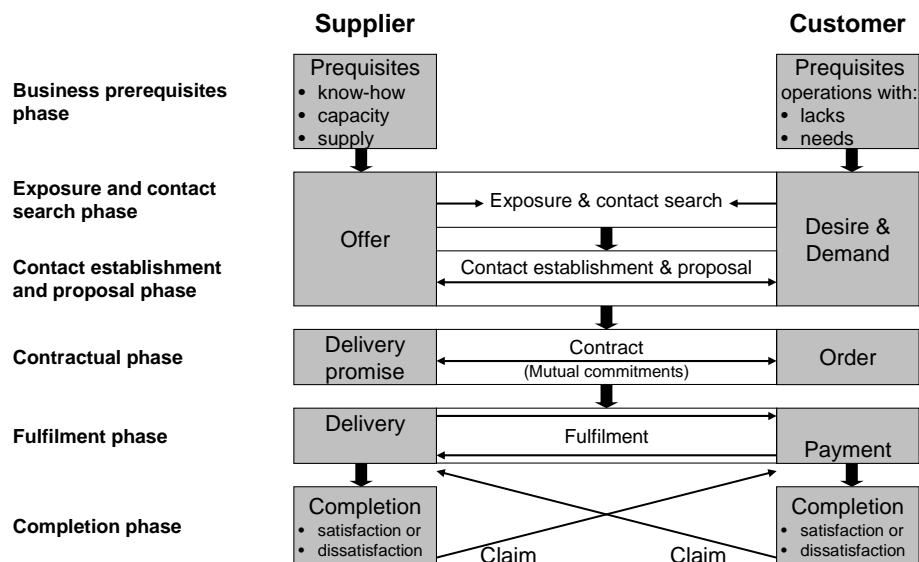 Supplier
Customer
Business prerequisites
phase
Prequisites
• know-how
• capacity
• supply
Prequisites
operations with:
• lacks
• needs
Exposure and contact
search phase
Offer
Exposure & contact search
Desire &
Demand
Contact establishment
and proposal phase
Contact establishment & proposal
Contractual phase
Delivery
promise
Contract
(Mutual commitments)
Order
Fulfilment phase
Delivery
Fulfilment
Payment
Completion phase
Completion
• satisfaction or
• dissatisfaction
Claim
Claim
Completion
• satisfaction or
• dissatisfaction